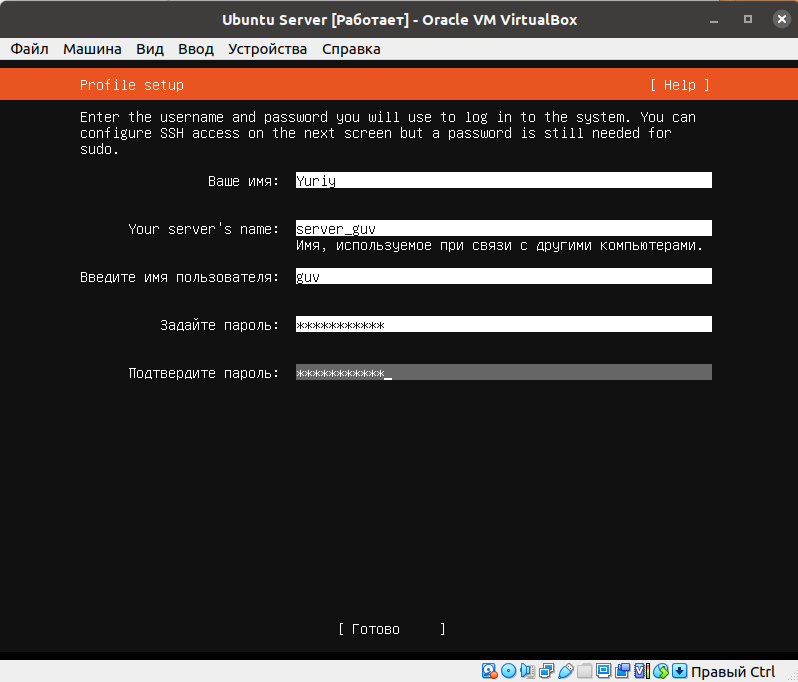 Ubuntu Server [Работает] - Oracle VM VirtualBox
Файл Машина Вид Ввод Устройства Справка
Profile setup [ Help ]
Enter the username and password you will use to log in to the system. You can
configure SSH access on the next screen but a password is still needed for
sudo.
Ваше имя: Yuriy
Your server's name: server_guv
Имя, используемое при связи с другими компьютерами.
Введите имя пользователя: guv
Задайте пароль: ***********
Подтвердите пароль: ***********_
[ Готово ]
Правый Ctrl